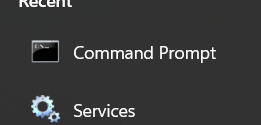 Recent
Command Prompt
Services